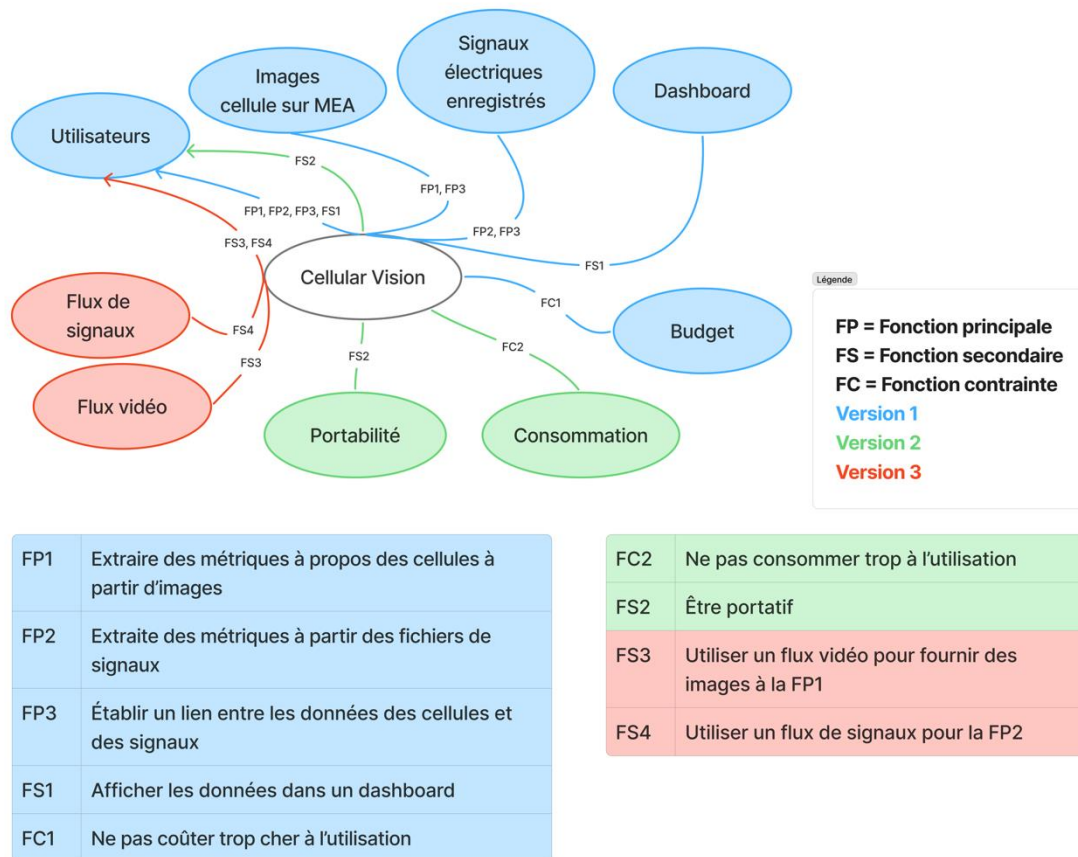 Signaux
électriques
enregistrés
Images
cellule sur MEA
Dashboard
Utilisateurs
FS2
FP1, FP3
FP1, FP2, FP3, FS1
FP2, FP3
FS3, FS4
FS1
Cellular Vision
Flux de
signaux
FS4
FC1
Budget
FS3
FS2
FC2
Flux vidéo
Portabilité
Consommation
Légende
FP = Fonction principale
FS = Fonction secondaire
FC = Fonction contrainte
Version 1
Version 2
Version 3
FP1 Extraire des métriques à propos des cellules à
partir d’images
FP2 Extraite des métriques à partir des fichiers de
signaux
FP3 Établir un lien entre les données des cellules et
des signaux
FS1 Afficher les données dans un dashboard
FC1 Ne pas coûter trop cher à l’utilisation
FC2 Ne pas consommer trop à l’utilisation
FS2 Être portatif
FS3 Utiliser un flux vidéo pour fournir des
images à la FP1
FS4 Utiliser un flux de signaux pour la FP2